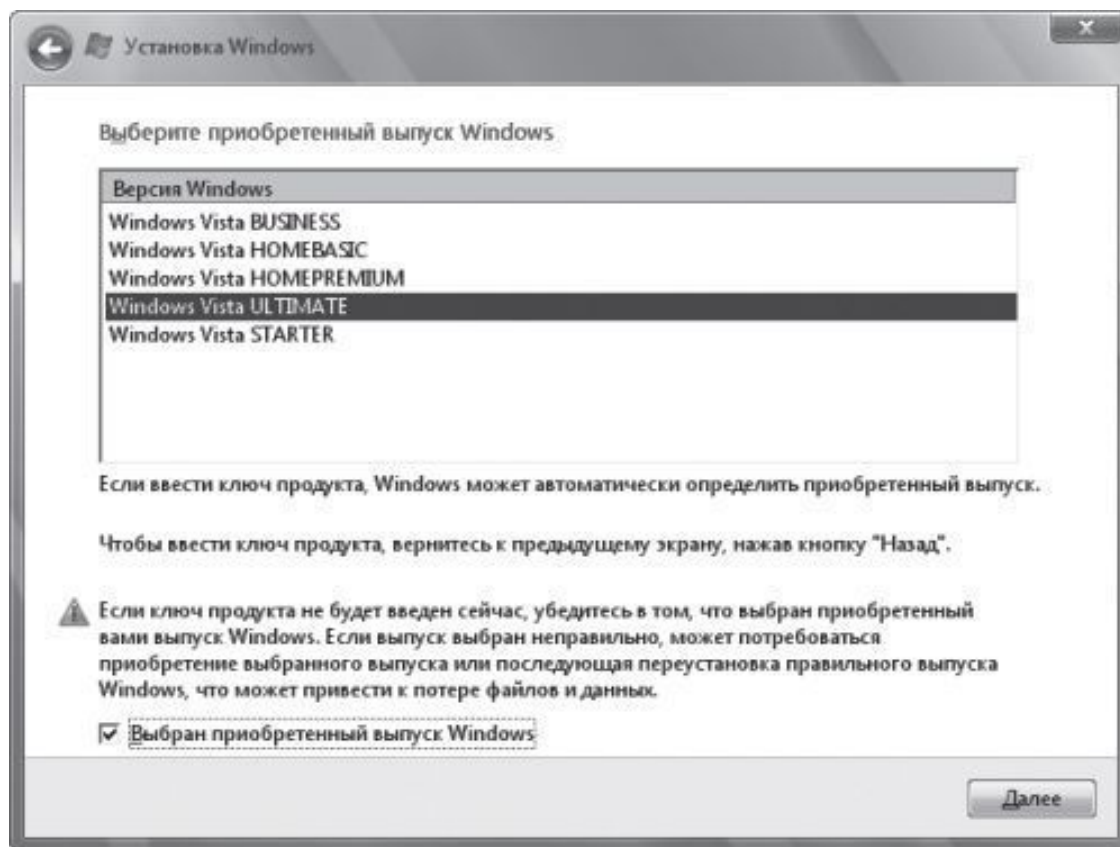 Установка Windows
Выберите приобретенный выпуск Windows
Версия Windows
Windows Vista BUSINESS
Windows Vista HOMEBASIC
Windows Vista HOMEPREMIUM
Windows Vista ULTIMATE
Windows Vista STARTER
Если ввести ключ продукта, Windows может автоматически определить приобретенный выпуск.
Чтобы ввести ключ продукта, вернитесь к предыдущему экрану, нажав кнопку "Назад".
Если ключ продукта не будет введен сейчас, убедитесь в том, что выбран приобретенный
вами выпуск Windows. Если выпуск выбран неправильно, может потребоваться
приобретение выбранного выпуска или последующая переустановка правильного выпуска
Windows, что может привести к потере файлов и данных.
Выбран приобретенный выпуск Windows
Далее